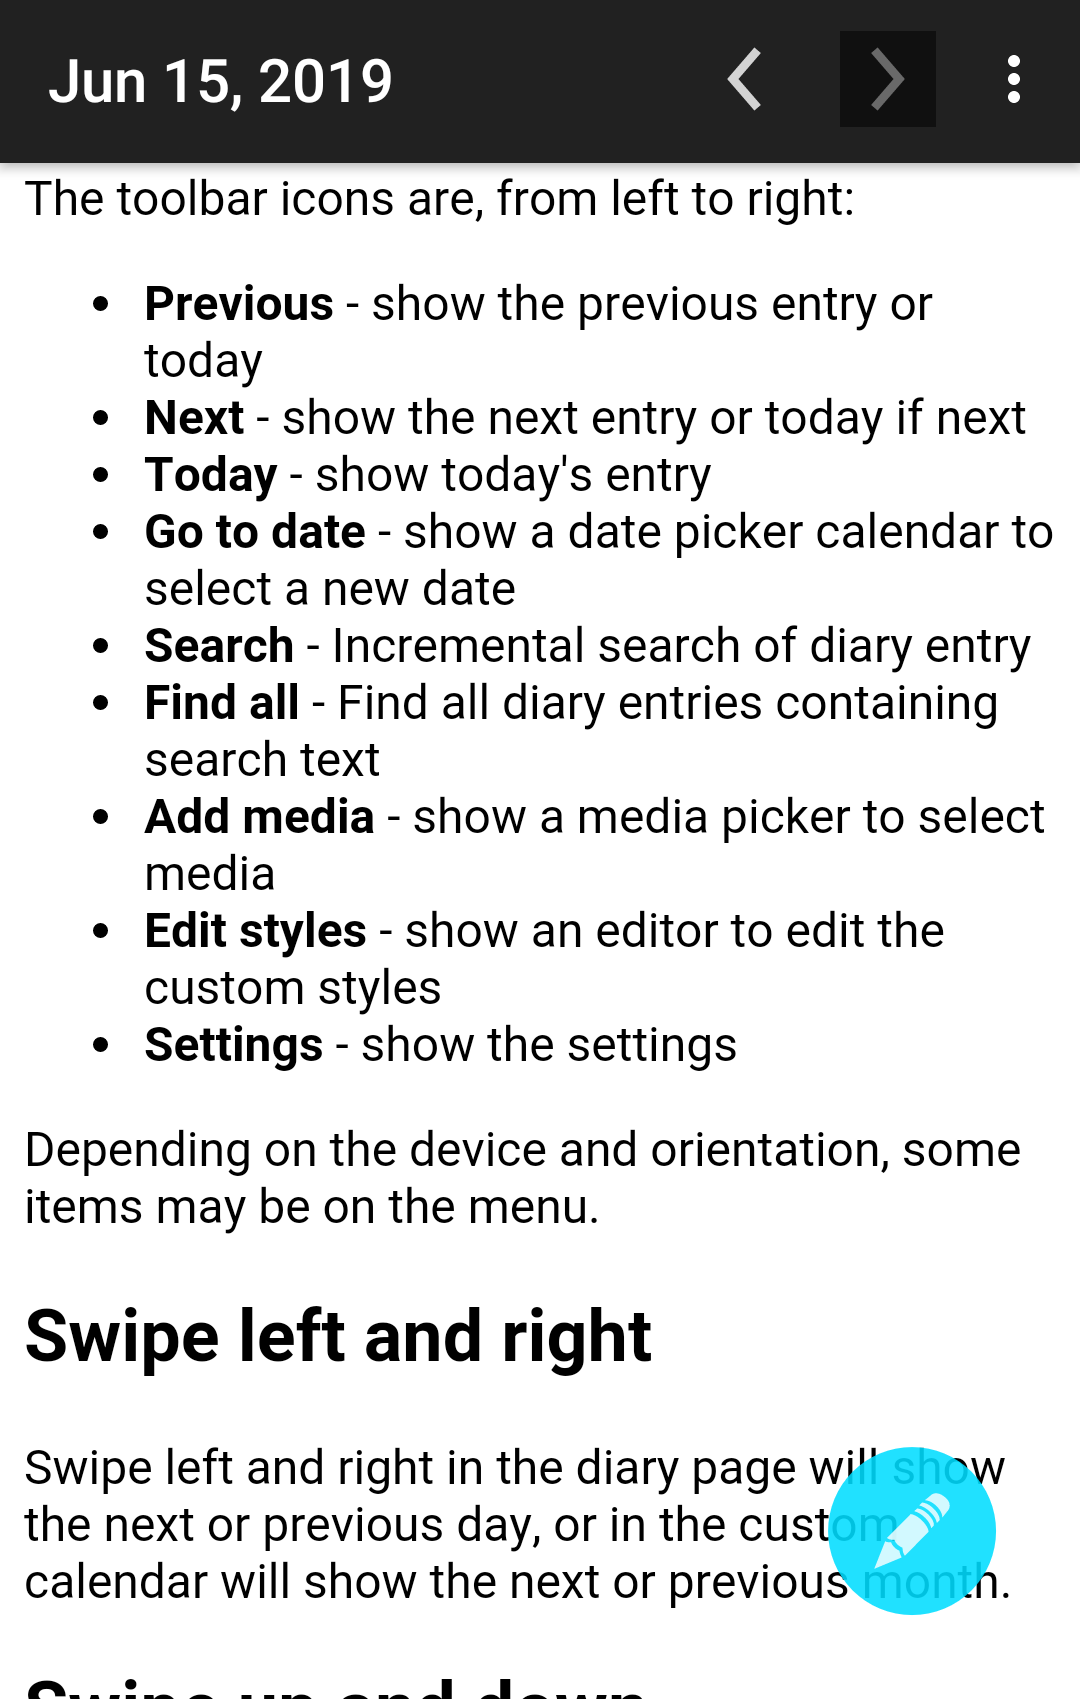 Jun 15, 2019
The toolbar icons are, from left to right:
• Previous - show the previous entry or
today
• Next - show the next entry or today if next
• Today - show today's entry
• Go to date - show a date picker calendar to
select a new date
• Search - Incremental search of diary entry
• Find all - Find all diary entries containing
search text
• Add media - show a media picker to select
media
• Edit styles - show an editor to edit the
custom styles
• Settings - show the settings
Depending on the device and orientation, some
items may be on the menu.
Swipe left and right
Swipe left and right in the diary page will show
the next or previous day, or in the custom
calendar will show the next or previous month.
Swipe up and down